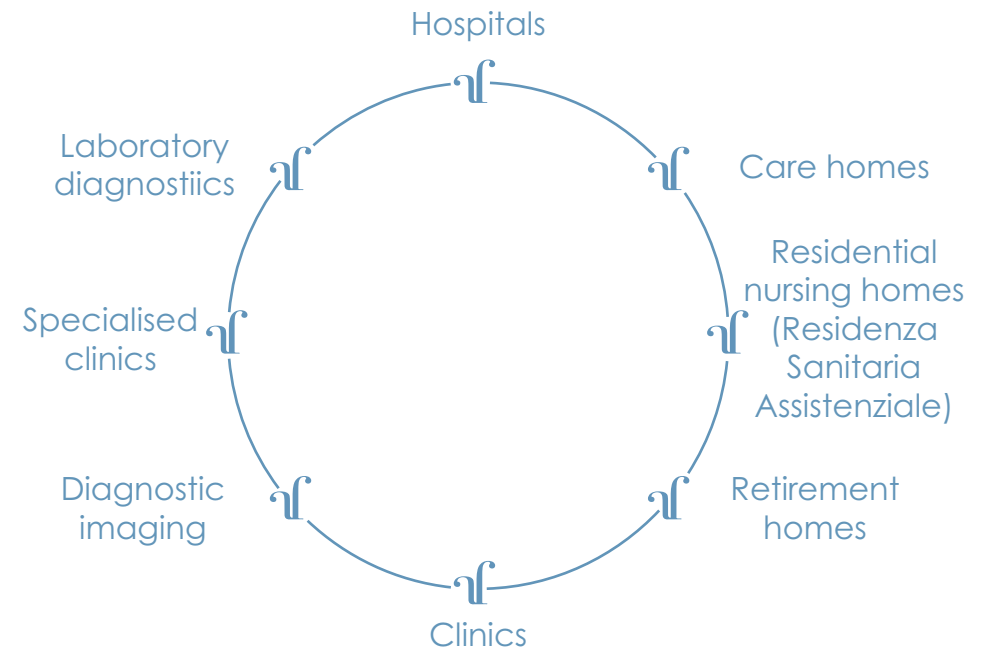 Hospitals
Care homes
Residential
nursing homes
(Residenza
Sanitaria
Assistenziale)
Retirement
homes
Clinics
Diagnostic
imaging
Specialised
clinics
Laboratory
diagnostiics